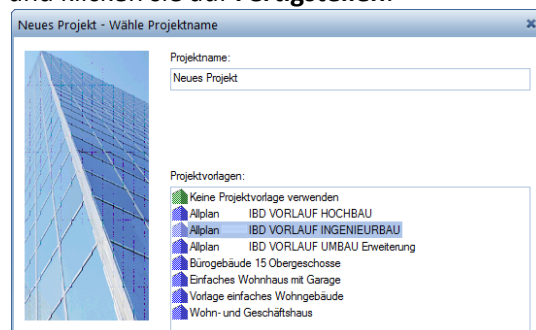 und klicken Sie auf Fertigstellen.
Neues Projekt - Wähle Projektname
Projektname:
Neues Projekt
Projektvorlagen:
Keine Projektvorlage verwenden
Allplan IBD VORLAUF HOCHBAU
Allplan IBD VORLAUF INGENIEURBAU
Allplan IBD VORLAUF UMBAU Erweiterung
Bürogebäude 15 Obergeschosse
Einfaches Wohnhaus mit Garage
Vorlage einfaches Wohngebäude
Wohn- und Geschäftshaus